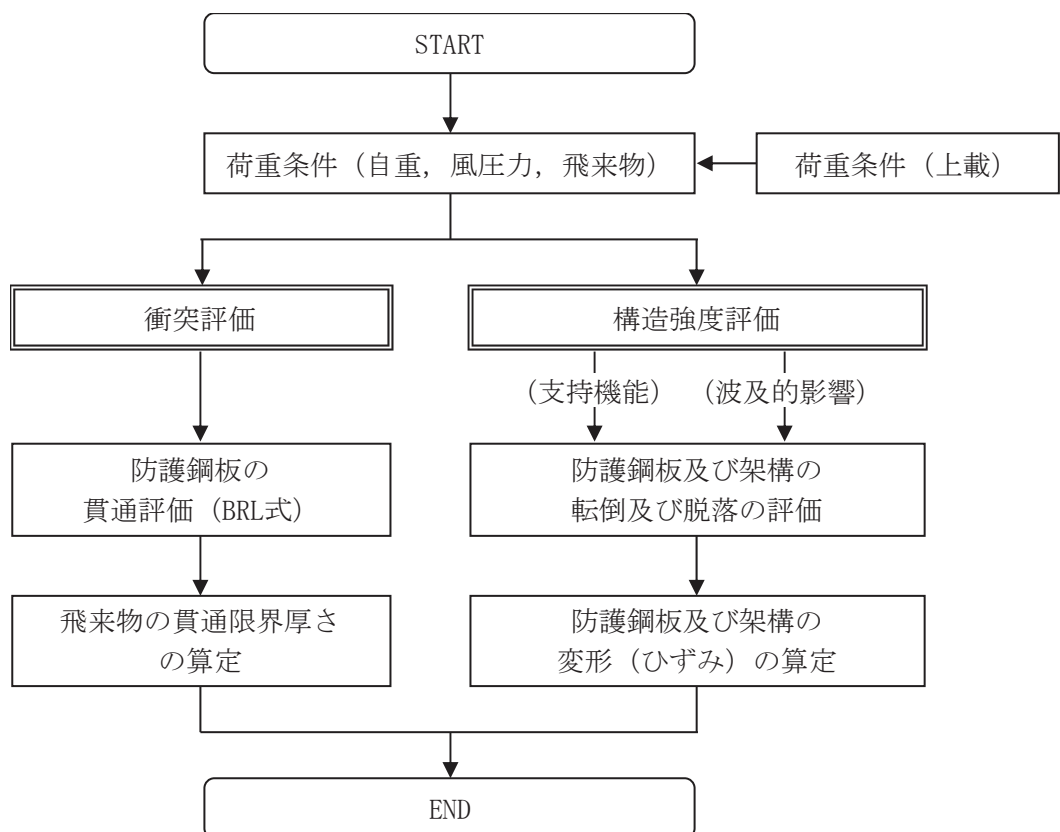 START
荷重条件（自重，風圧力，飛来物）
荷重条件（上載）
衝突評価
構造強度評価
（支持機能）
（波及的影響）
防護鋼板の
貫通評価（BRL式）
防護鋼板及び架構の
転倒及び脱落の評価
飛来物の貫通限界厚さ
の算定
防護鋼板及び架構の
変形（ひずみ）の算定
END